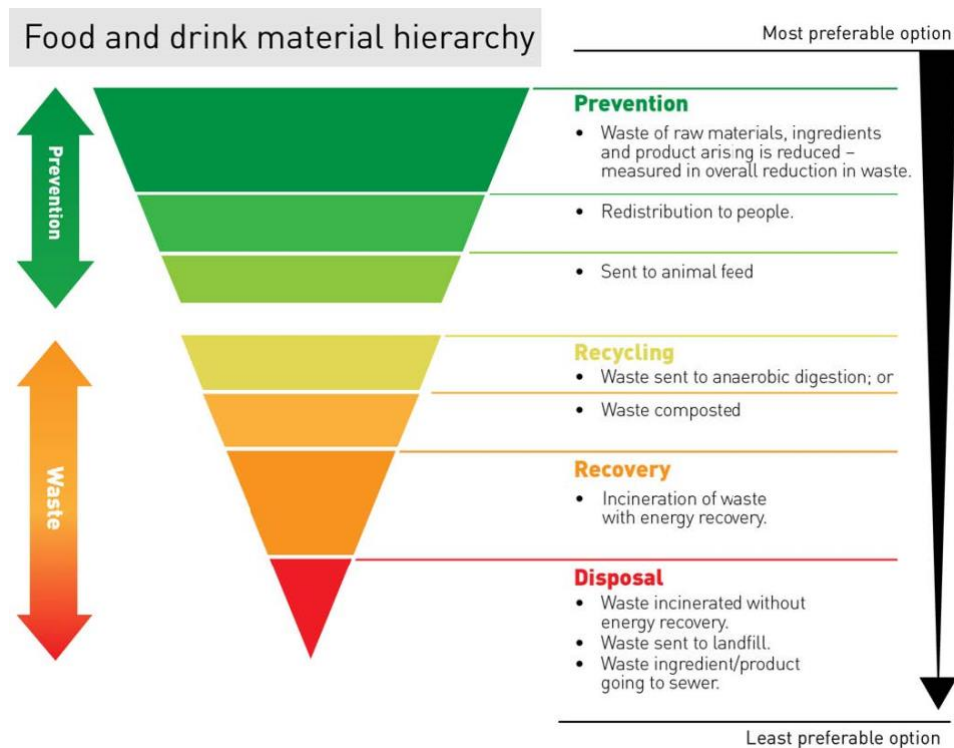 Food and drink material hierarchy
Most preferable option
Prevention
Prevention
• Waste of raw materials, ingredients
and product arising is reduced –
measured in overall reduction in waste.
• Redistribution to people.
• Sent to animal feed
Waste
Recycling
• Waste sent to anaerobic digestion; or
• Waste composted
Recovery
• Incineration of waste
with energy recovery.
Disposal
• Waste incinerated without
energy recovery.
• Waste sent to landfill.
• Waste ingredient/product
going to sewer.
Least preferable option